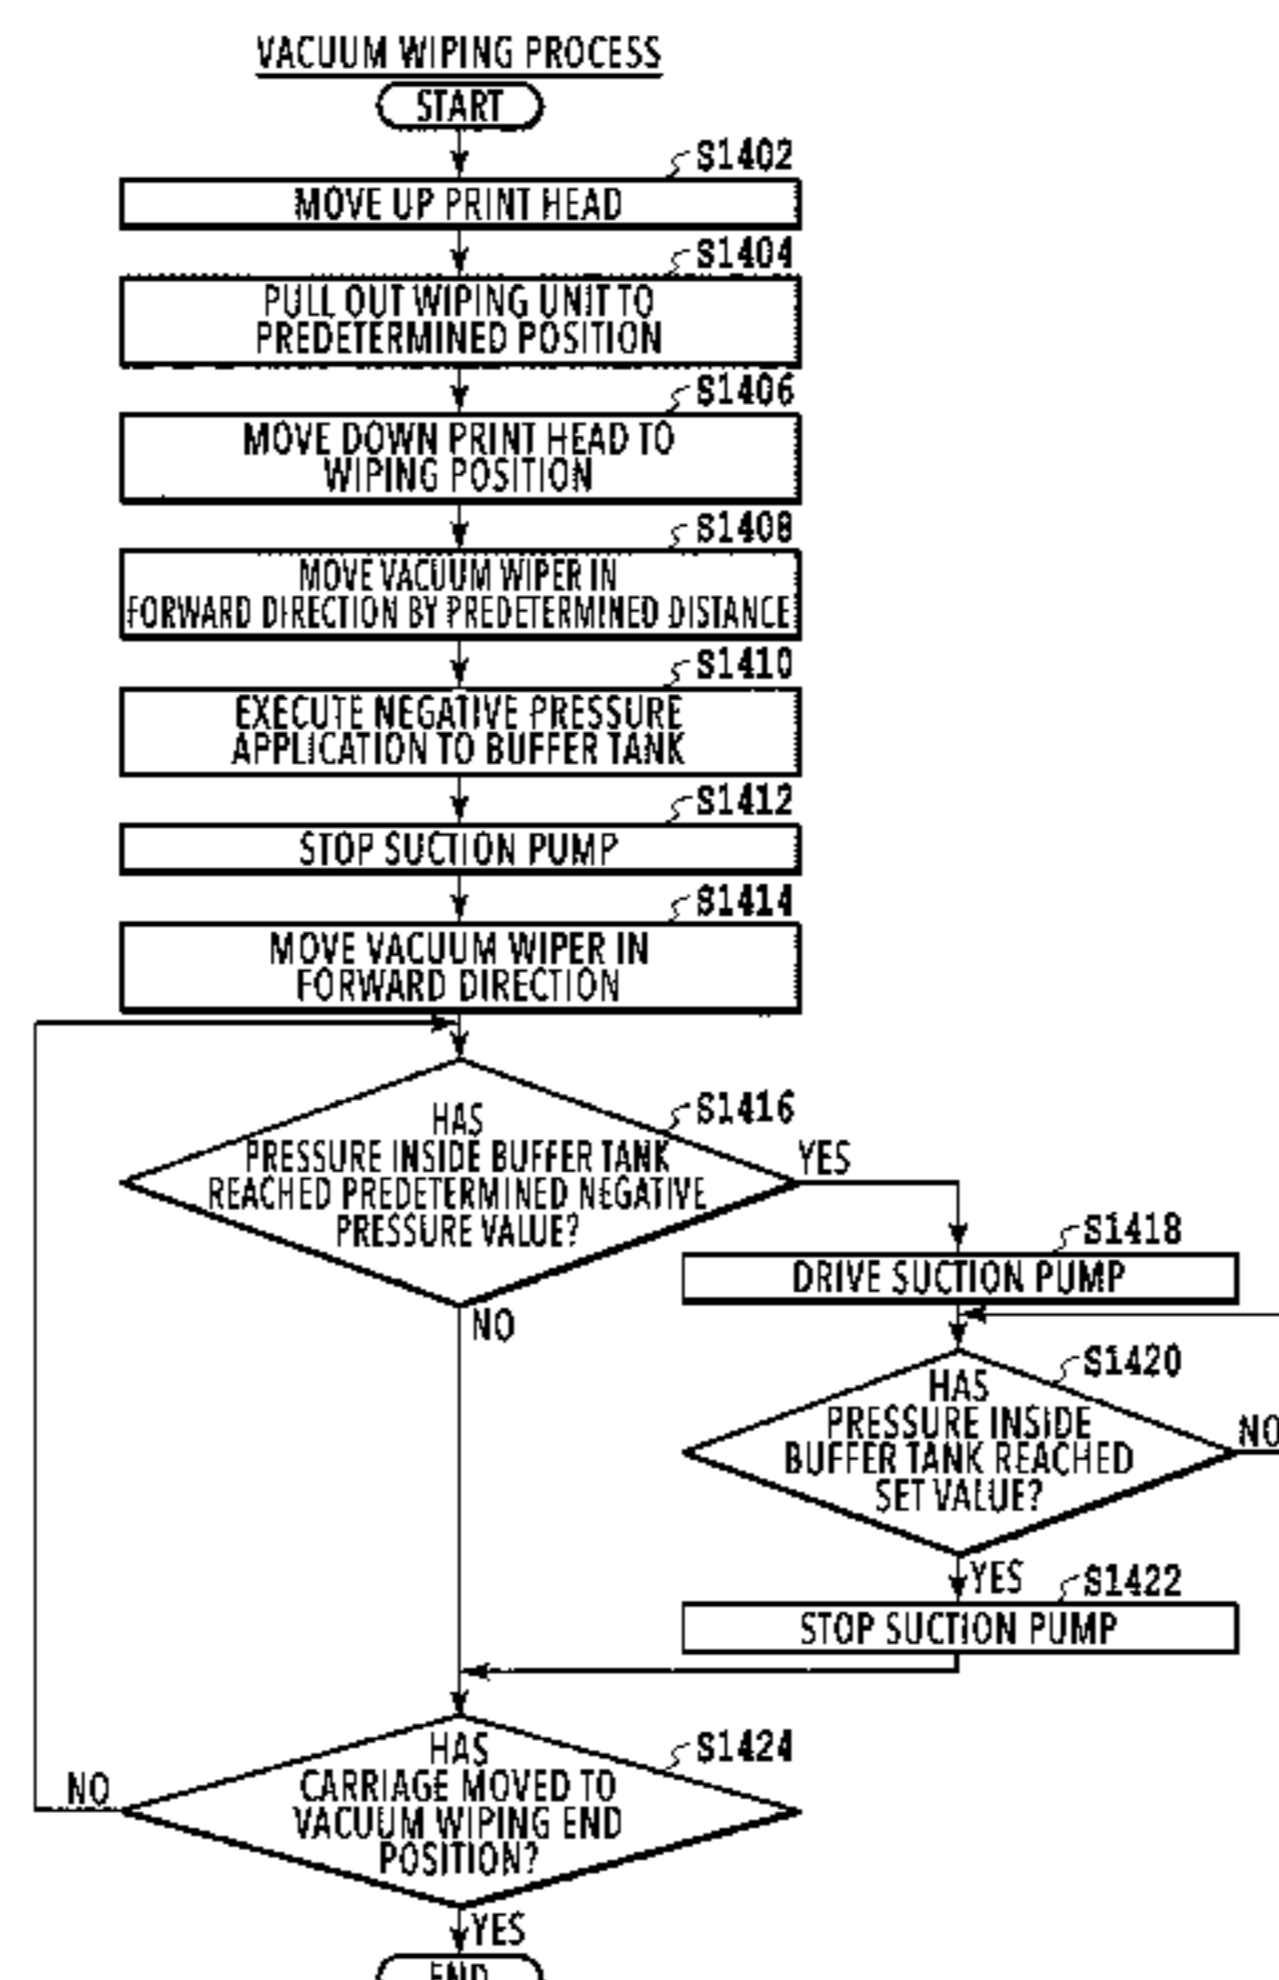 VACUUM WIPING PROCESS
START
S1402
MOVE UP PRINT HEAD
S1404
PULL OUT WIPING UNIT TO
PREDETERMINED POSITION
S1406
MOVE DOWN PRINT HEAD TO
WIPING POSITION
S1408
MOVE VACUUM WIPER IN
FORWARD DIRECTION BY PREDETERMINED DISTANCE
S1410
EXECUTE NEGATIVE PRESSURE
APPLICATION TO BUFFER TANK
S1412
STOP SUCTION PUMP
S1414
MOVE VACUUM WIPER IN
FORWARD DIRECTION
S1416
HAS
PRESSURE INSIDE BUFFER TANK
REACHED PREDETERMINED NEGATIVE
PRESSURE VALUE?
YES
NO
S1418
DRIVE SUCTION PUMP
S1420
HAS
PRESSURE INSIDE
BUFFER TANK REACHED
SET VALUE?
NO
YES
S1422
STOP SUCTION PUMP
S1424
HAS
CARRIAGE MOVED TO
VACUUM WIPING END
POSITION?
NO
YES
END